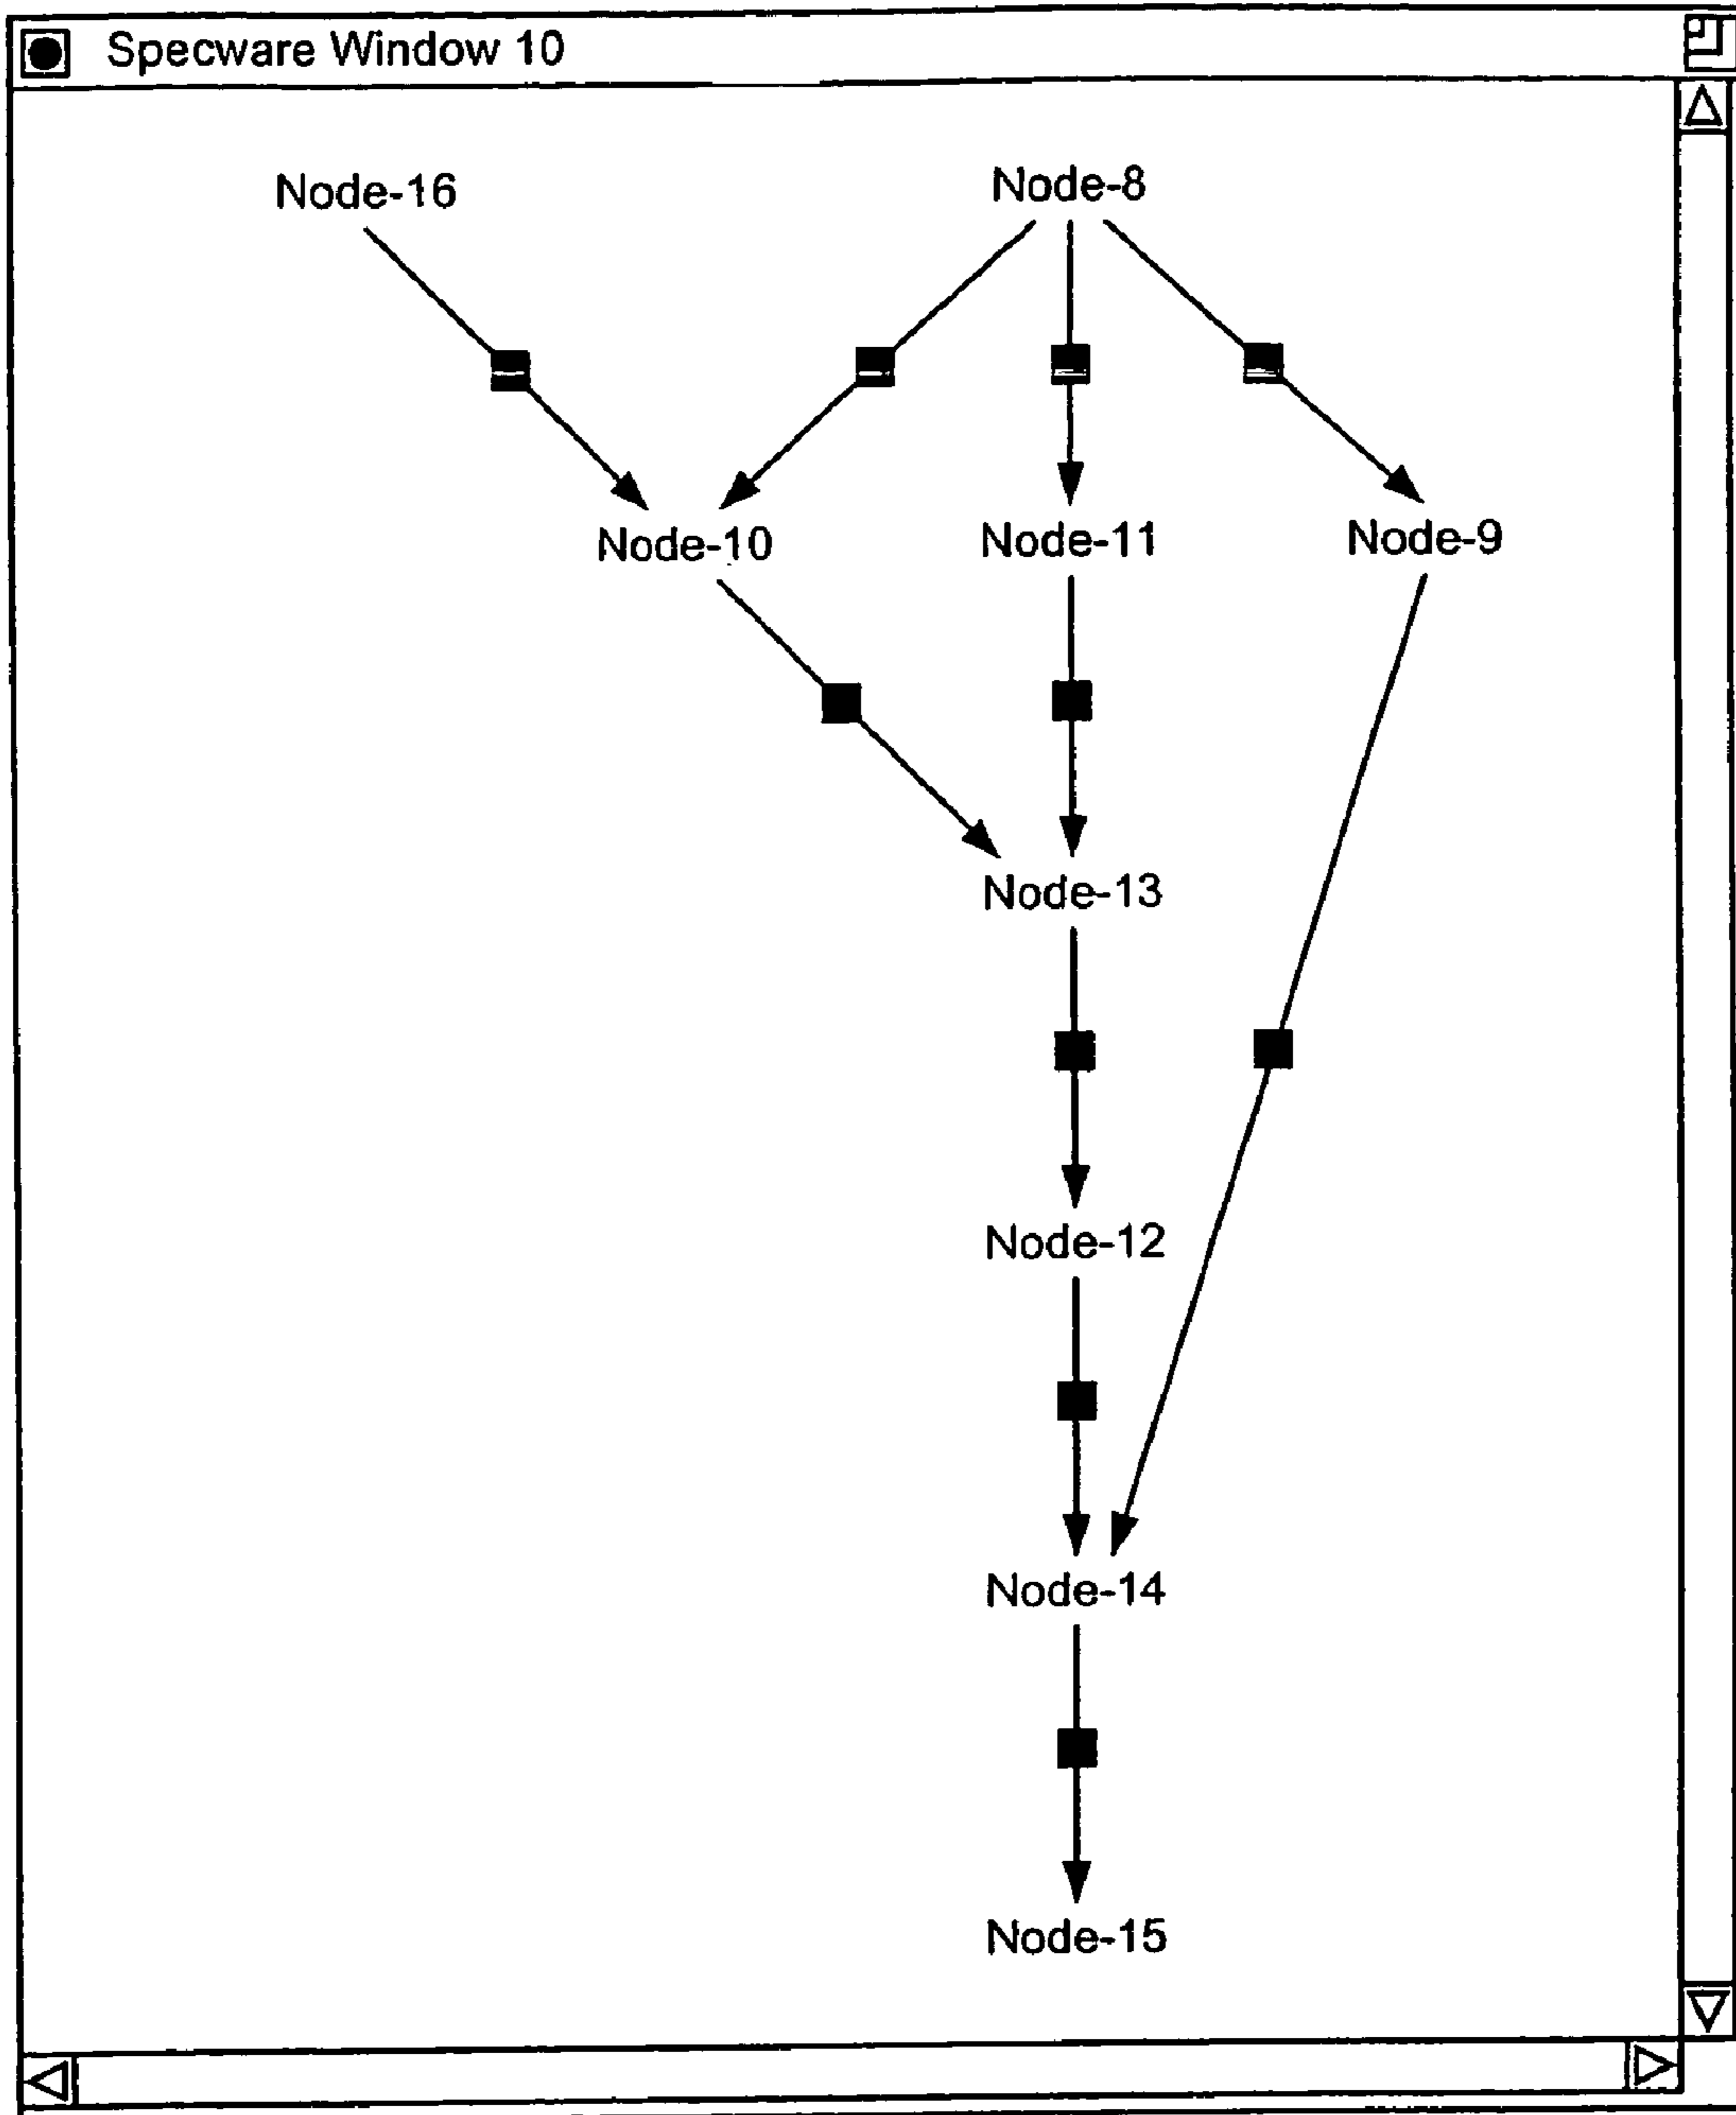 Specware Window 10
Node-16 Node-8
Node-10 Node-11 Node-9
Node-13
Node-12
Node-14
Node-15